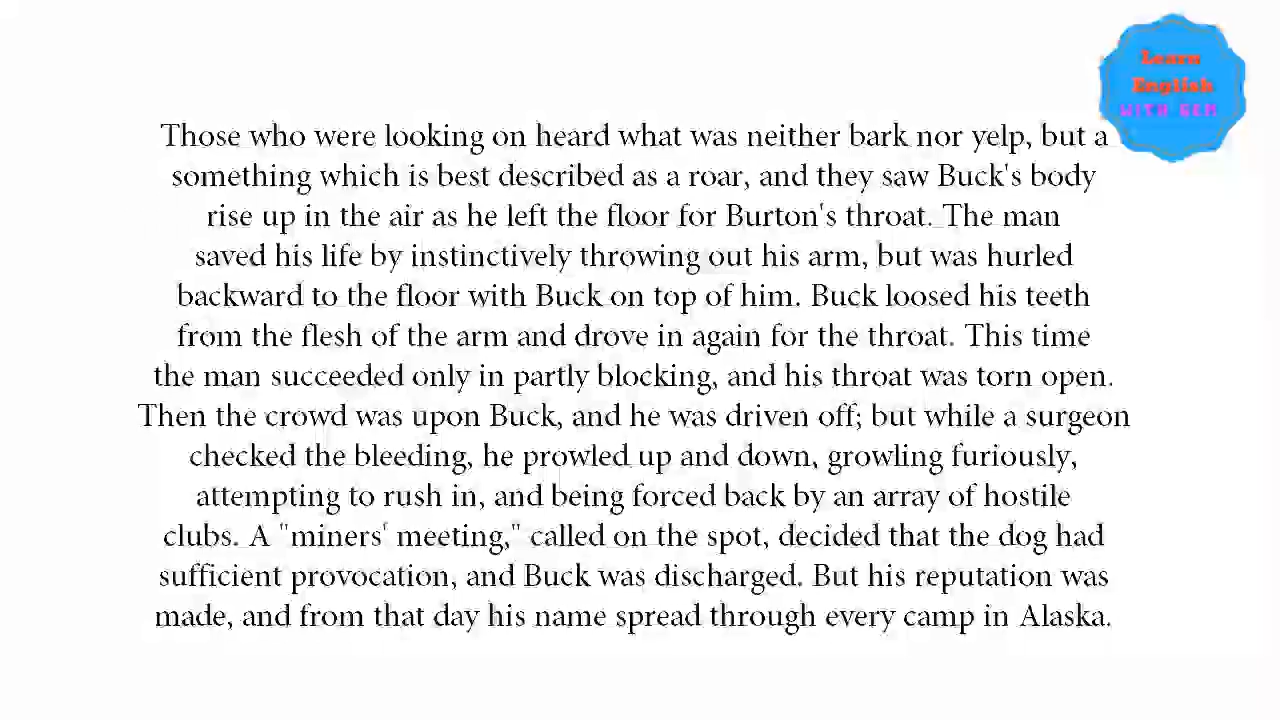 Learn
English
WITH GEM
Those who were looking on heard what was neither bark nor yelp, but a
something which is best described as a roar, and they saw Buck's body
rise up in the air as he left the floor for Burton's throat. The man
saved his life by instinctively throwing out his arm, but was hurled
backward to the floor with Buck on top of him. Buck loosed his teeth
from the flesh of the arm and drove in again for the throat. This time
the man succeeded only in partly blocking, and his throat was torn open.
Then the crowd was upon Buck, and he was driven off; but while a surgeon
checked the bleeding, he prowled up and down, growling furiously,
attempting to rush in, and being forced back by an array of hostile
clubs. A "miners' meeting," called on the spot, decided that the dog had
sufficient provocation, and Buck was discharged. But his reputation was
made, and from that day his name spread through every camp in Alaska.